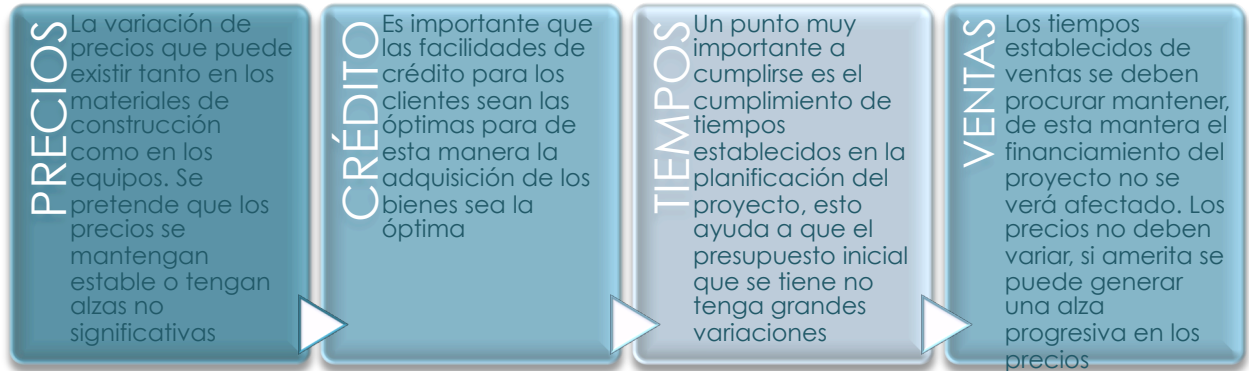 PRECIOS
La variación de
precios que puede
existir tanto en los
materiales de
construcción
como en los
equipos. Se
pretende que los
precios se
mantengan
estable o tengan
alzas no
significativas
CRÉDITO
Es importante que
las facilidades de
crédito para los
clientes sean las
óptimas para de
esta manera la
adquisición de los
bienes sea la
óptima
TIEMPOS
Un punto muy
importante a
cumplirse es el
cumplimiento de
tiempos
establecidos en la
planificación del
proyecto, esto
ayuda a que el
presupuesto inicial
que se tiene no
tenga grandes
variaciones
VENTAS
Los tiempos
establecidos de
ventas se deben
procurar mantener,
de esta mantera el
financiamiento del
proyecto no se
verá afectado. Los
precios no deben
variar, si amerita se
puede generar
una alza
progresiva en los
precios